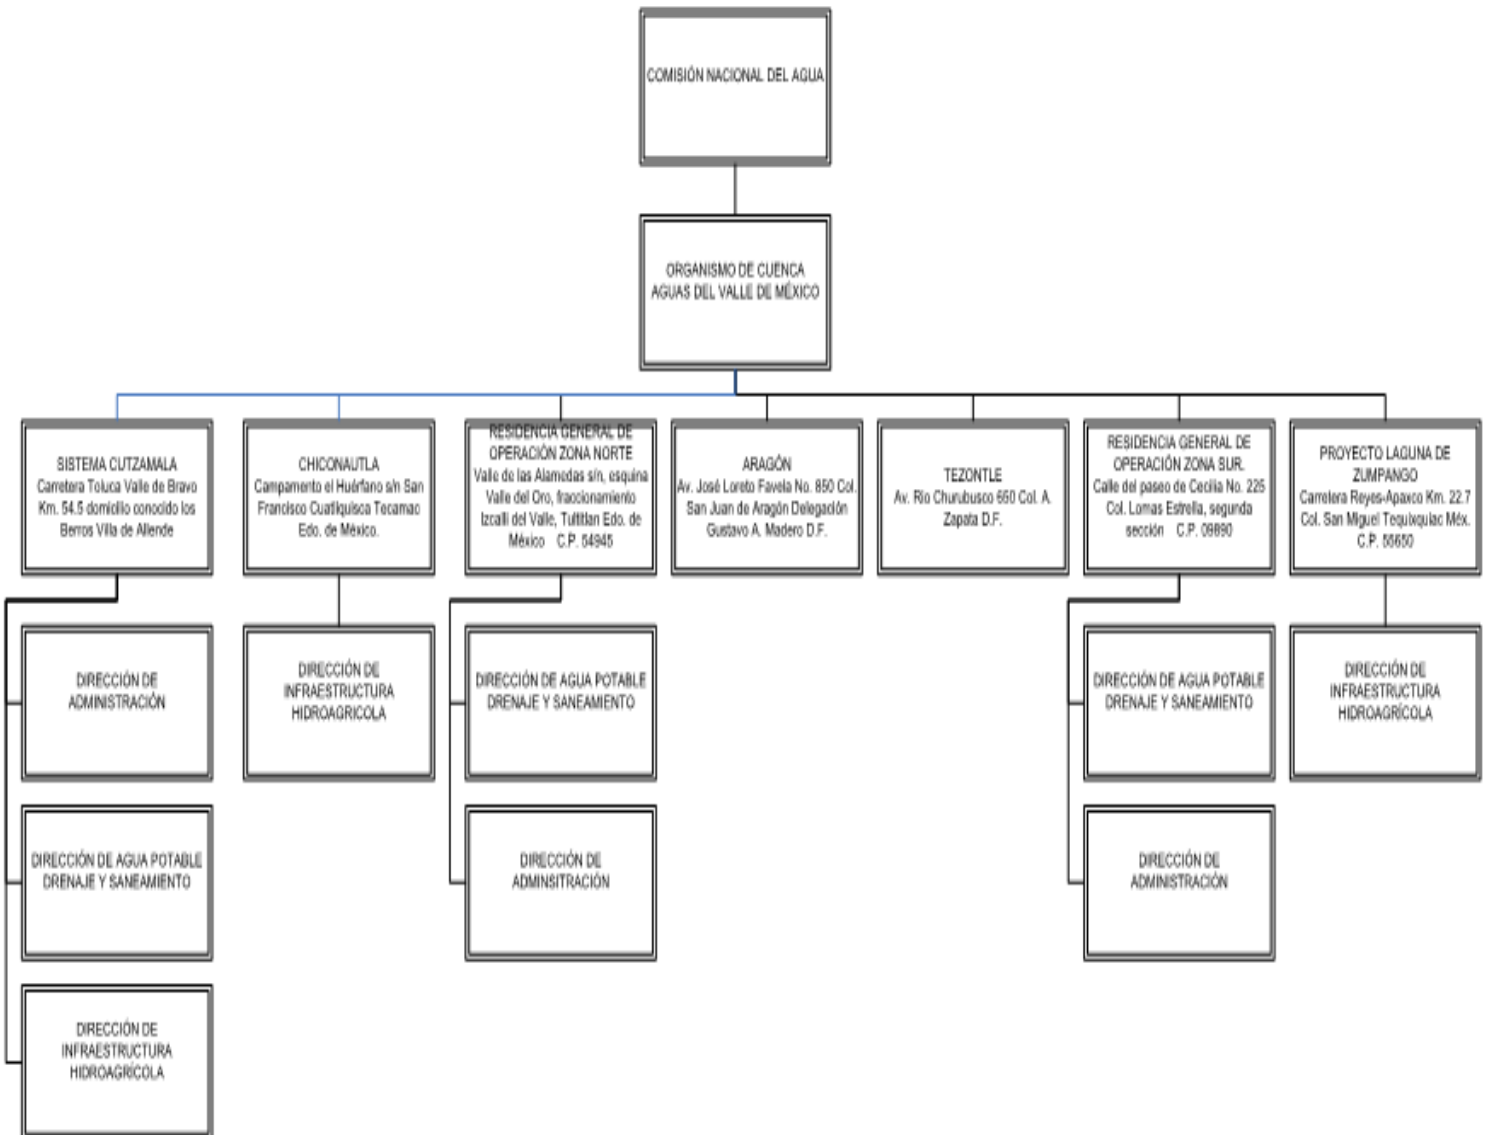 COMISIÓN NACIONAL DEL AGUA
ORGANISMO DE CUENCA
AGUAS DEL VALLE DE MÉXICO
SISTEMA CUTZAMALA
Carretera Toluca Valle de Bravo
Km. 54.5 domicilio conocido los
Berros Villa de Allende
CHICONAUTLA
Campamento el Huérfano s/n San
Francisco Cuatliquisca Tecamac
Edo. de México.
RESIDENCIA GENERAL DE
OPERACIÓN ZONA NORTE
Valle de las Alamedas s/n, esquina
Valle del Oro, fraccionamiento
Izcalli del Valle, Tultitlan Edo. de
México C.P. 54945
ARAGÓN
Av. José Loreto Favela No. 850 Col.
San Juan de Aragón Delegación
Gustavo A. Madero D.F.
TEZONTLE
Av. Río Churubusco 650 Col. A.
Zapata D.F.
RESIDENCIA GENERAL DE
OPERACIÓN ZONA SUR.
Calle del paseo de Cecilia No. 225
Col. Lomas Estrella, segunda
sección C.P. 09890
PROYECTO LAGUNA DE
ZUMPANGO
Carretera Reyes-Apaxco Km. 22.7
Col. San Miguel Tequixquiac Méx.
C.P. 55650
DIRECCIÓN DE
ADMINISTRACIÓN
DIRECCIÓN DE
INFRAESTRUCTURA
HIDROAGRICOLA
DIRECCIÓN DE AGUA POTABLE
DRENAJE Y SANEAMIENTO
DIRECCIÓN DE AGUA POTABLE
DRENAJE Y SANEAMIENTO
DIRECCIÓN DE
INFRAESTRUCTURA
HIDROAGRÍCOLA
DIRECCIÓN DE AGUA POTABLE
DRENAJE Y SANEAMIENTO
DIRECCIÓN DE
ADMINSITRACIÓN
DIRECCIÓN DE
ADMINISTRACIÓN
DIRECCIÓN DE
INFRAESTRUCTURA
HIDROAGRÍCOLA